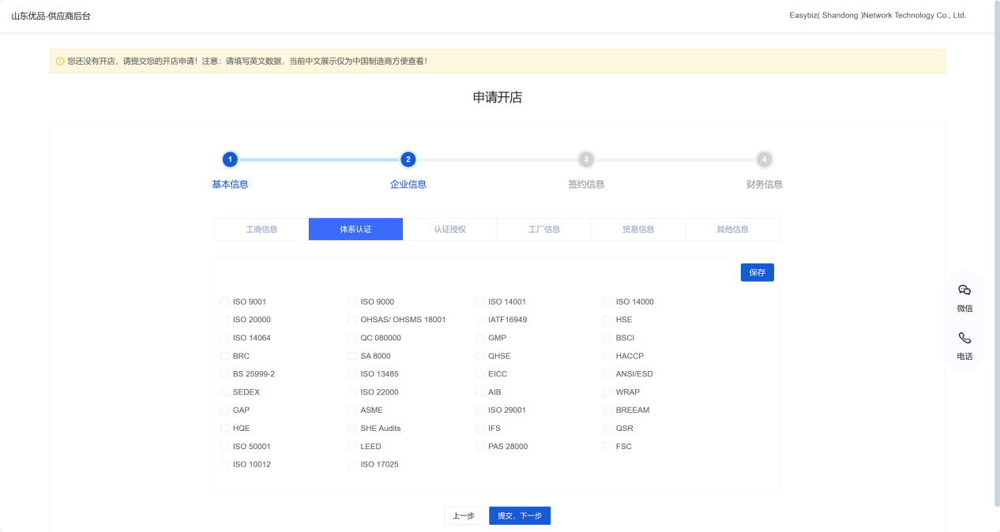 山东优品-供应商后台
Easybiz( Shandong )Network Technology Co., Ltd.
您还没有开店，请提交您的开店申请！注意：请填写英文数据，当前中文展示仅为中国制造商方便查看！
申请开店
1 2 3 4
基本信息 企业信息 签约信息 财务信息
工商信息 体系认证 认证授权 工厂信息 贸易信息 其他信息
保存
ISO 9001 ISO 9000 ISO 14001 ISO 14000
ISO 20000 OHSAS/ OHSMS 18001 IATF16949 HSE
ISO 14064 QC 080000 GMP BSCI
BRC SA 8000 QHSE HACCP
BS 25999-2 ISO 13485 EICC ANSI/ESD
SEDEX ISO 22000 AIB WRAP
GAP ASME ISO 29001 BREEAM
HQE SHE Audits IFS QSR
ISO 50001 LEED PAS 28000 FSC
ISO 10012 ISO 17025
上一步 提交，下一步
微信
电话